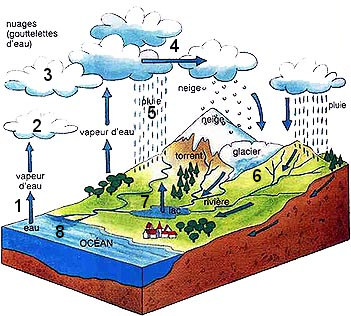 nuages
(gouttelettes
d'eau)
4
3
neige
pluie
5
pluie
2
vapeur d'eau
neige
torrent
glacier
vapeur
d'eau
6
1
7
lac
rivière
eau
8
OCÉAN